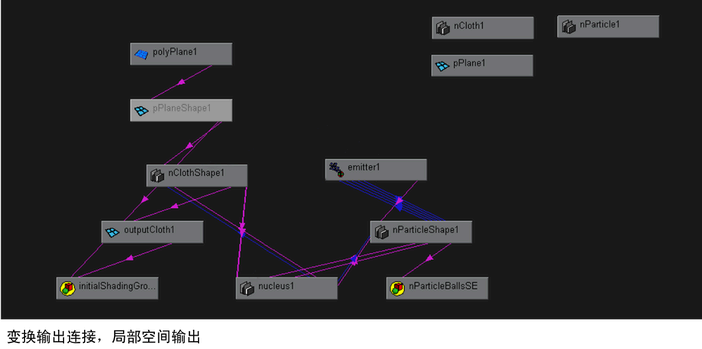 nCloth1
nParticle1
polyPlane1
pPlane1
pPlaneShape1
nClothShape1
emitter1
outputCloth1
nParticleShape1
initialShadingGro...
nucleus1
nParticleBallsSE
变换输出连接，局部空间输出